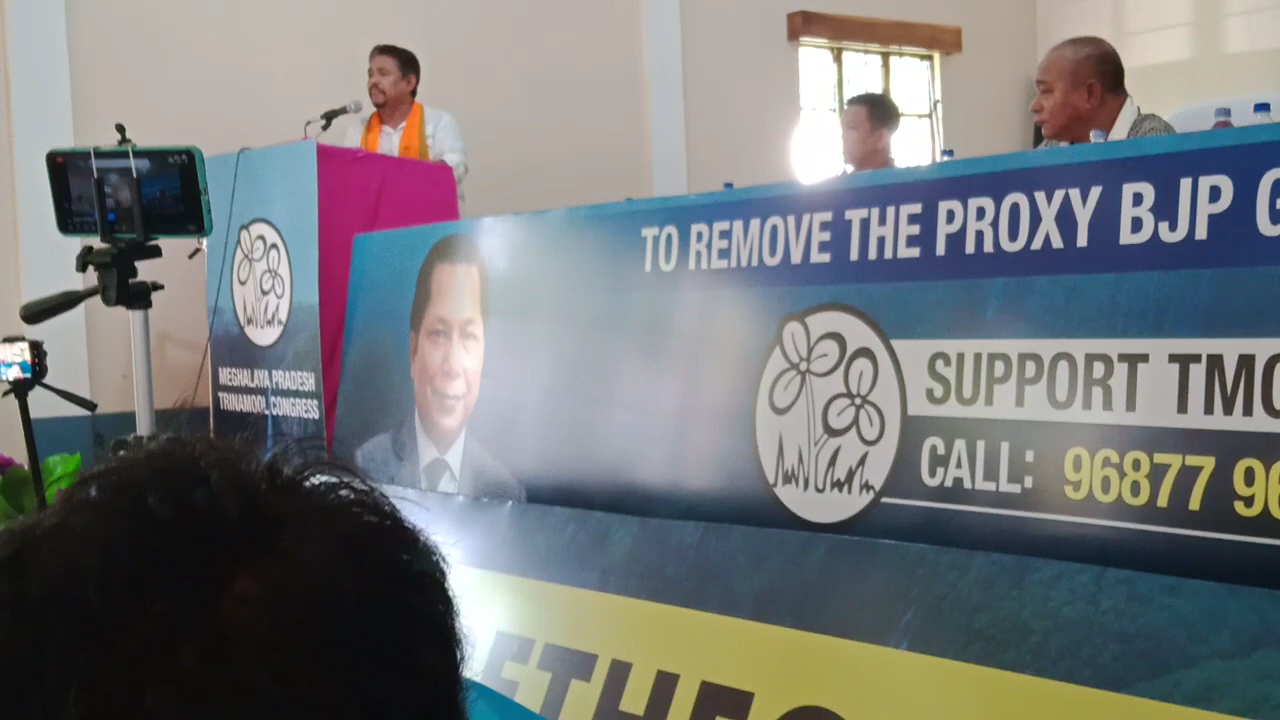 MEGHALAYA PRADESH
TRINAMOOL CONGRESS
TO REMOVE THE PROXY BJP G
SUPPORT TMC
CALL: 96877 96